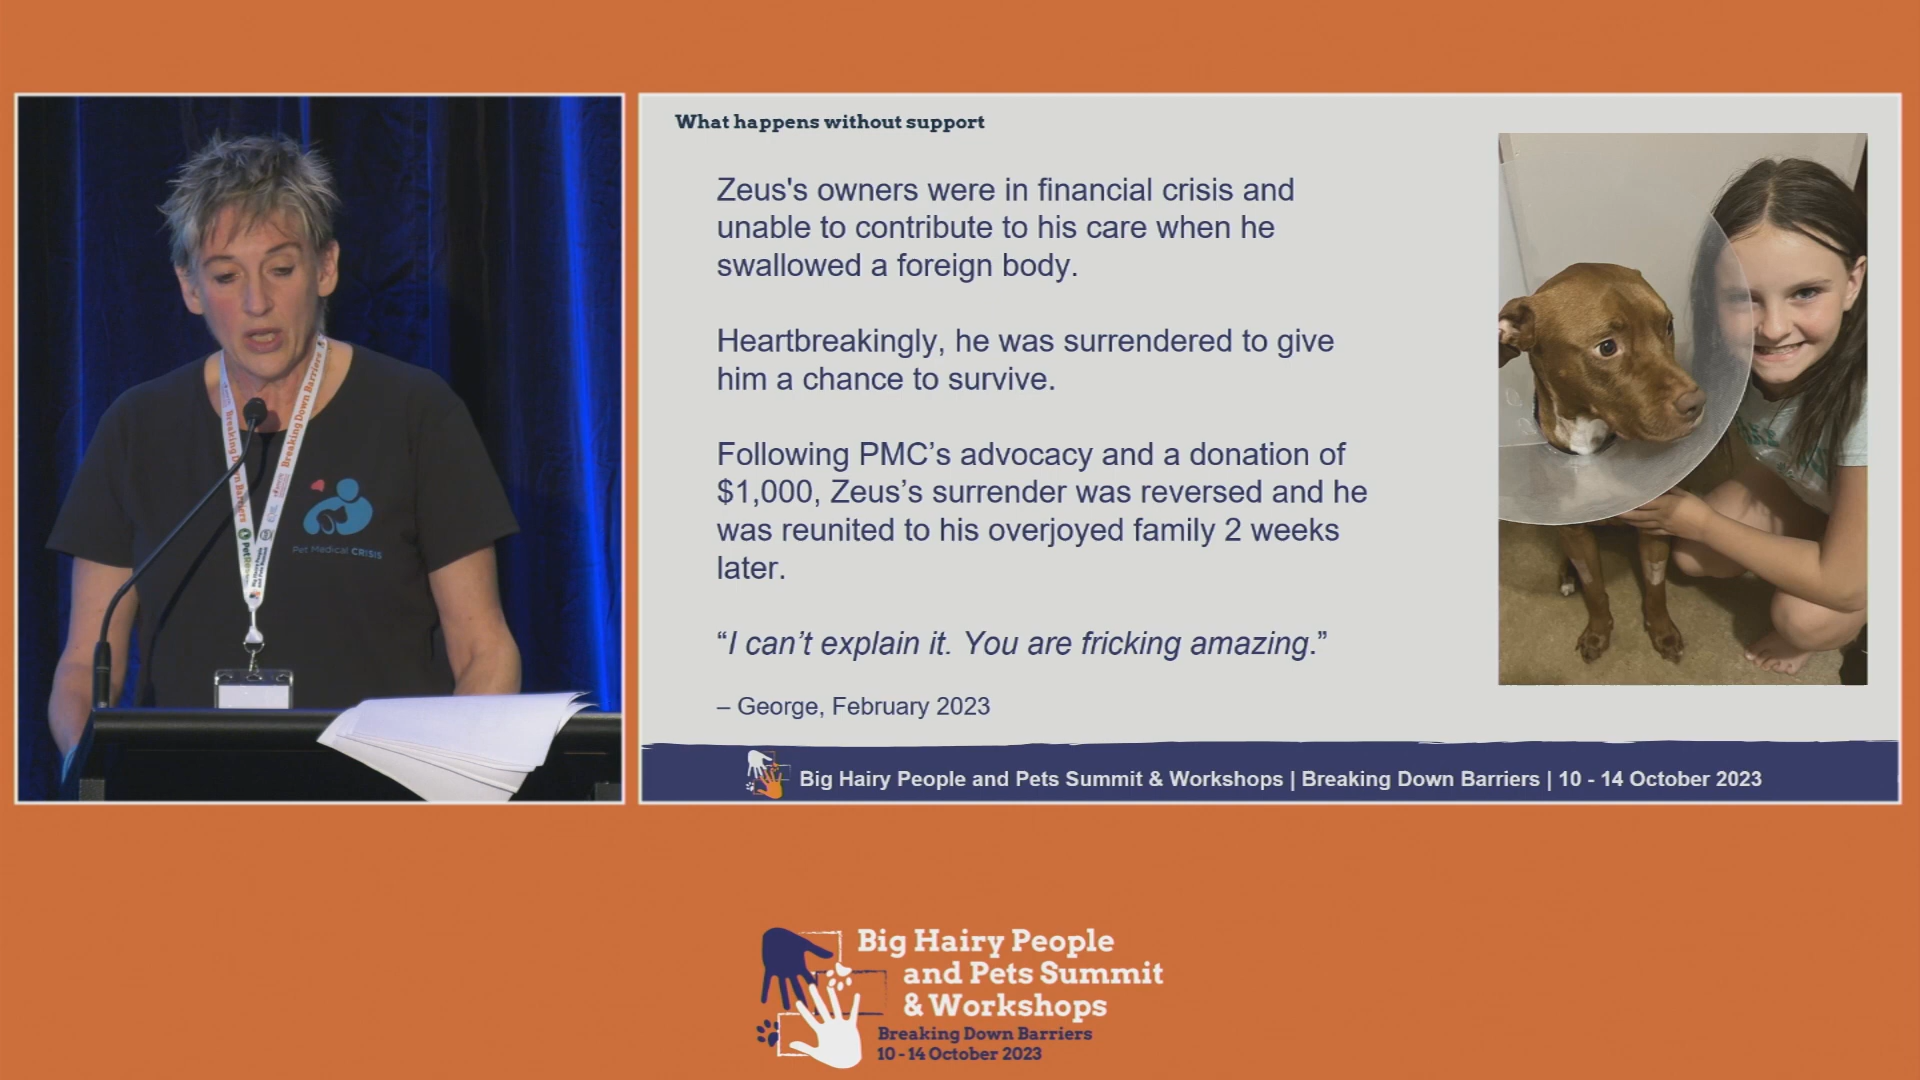 What happens without support
Zeus's owners were in financial crisis and
unable to contribute to his care when he
swallowed a foreign body.
Heartbreakingly, he was surrendered to give
him a chance to survive.
Following PMC’s advocacy and a donation of
$1,000, Zeus’s surrender was reversed and he
was reunited to his overjoyed family 2 weeks
later.
“I can’t explain it. You are fricking amazing.”
– George, February 2023
Big Hairy People and Pets Summit & Workshops | Breaking Down Barriers | 10 - 14 October 2023
Breaking Down Barriers
Breaking Down Barriers
Pet Medical CRISIS
Big Hairy People
and Pets Summit
& Workshops
Breaking Down Barriers
10 - 14 October 2023